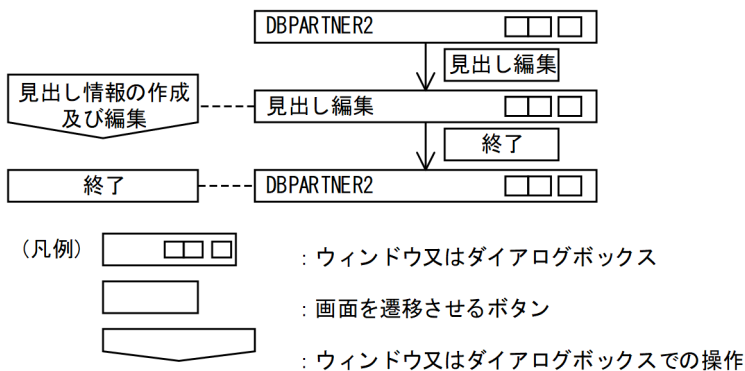 DBPARTNER2
見出し編集
見出し情報の作成
及び編集
見出し編集
終了
終了
DBPARTNER2
(凡例)
:ウィンドウ又はダイアログボックス
:画面を遷移させるボタン
:ウィンドウ又はダイアログボックスでの操作